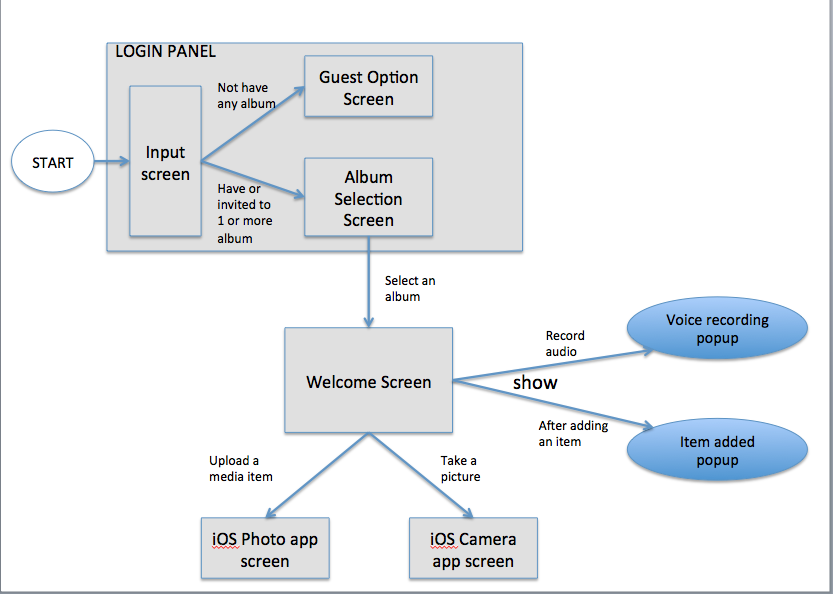 LOGIN PANEL
START
Input
screen
Not have
any album
Guest Option
Screen
Have or
invited to
1 or more
album
Album
Selection
Screen
Select an
album
Welcome Screen
Record
audio
show
Voice recording
popup
After adding
an item
Item added
popup
Upload a
media item
Take a
picture
iOS Photo app
screen
iOS Camera
app screen